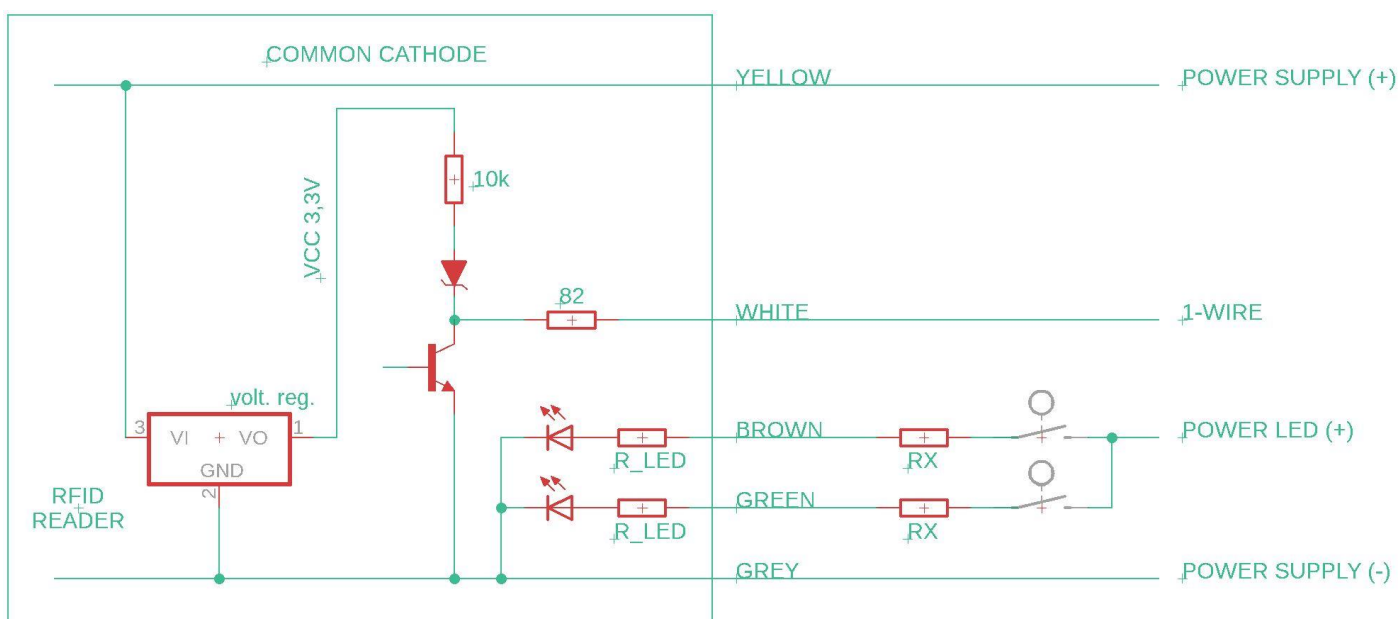 COMMON CATHODE
YELLOW
POWER SUPPLY (+)
10k
VCC 3,3V
82
WHITE
1-WIRE
volt. reg.
3
VI
VO
1
GND
2
BROWN
POWER LED (+)
R_LED
RX
GREEN
R_LED
RX
RFID
READER
GREY
POWER SUPPLY (-)